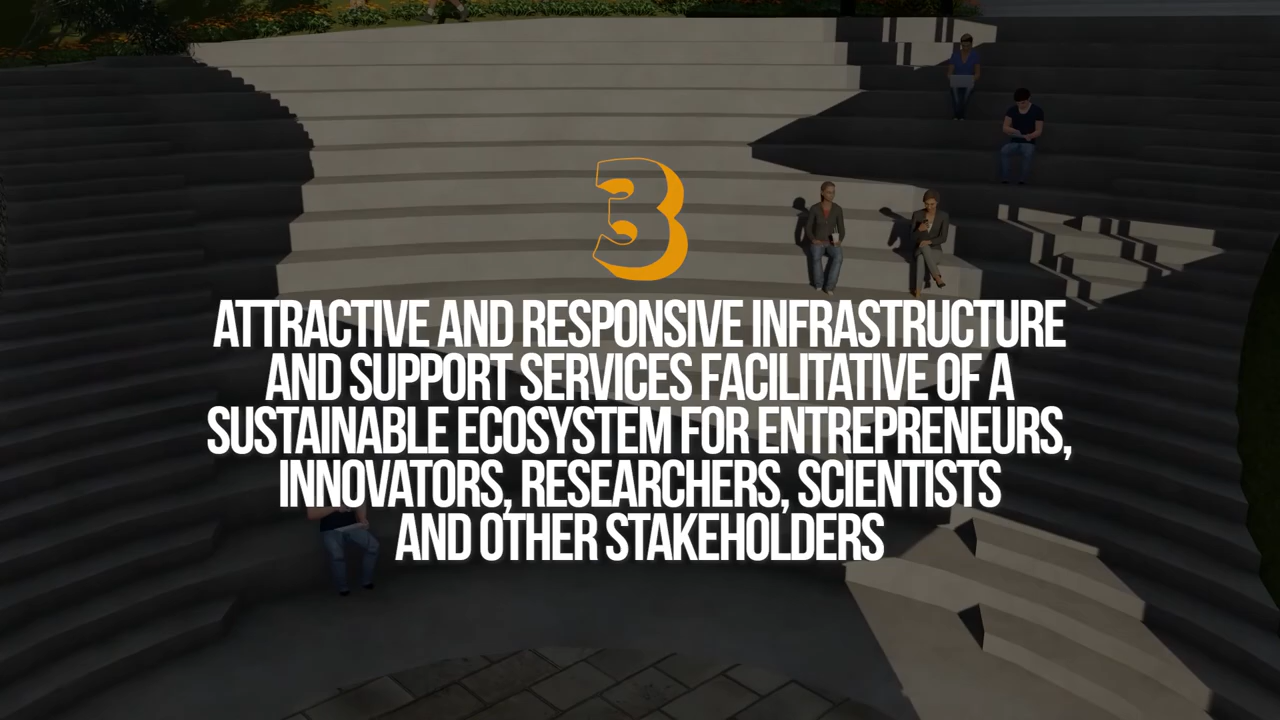 3
ATTRACTIVE AND RESPONSIVE INFRASTRUCTURE
AND SUPPORT SERVICES FACILITATIVE OF A
SUSTAINABLE ECOSYSTEM FOR ENTREPRENEURS,
INNOVATORS, RESEARCHERS, SCIENTISTS
AND OTHER STAKEHOLDERS